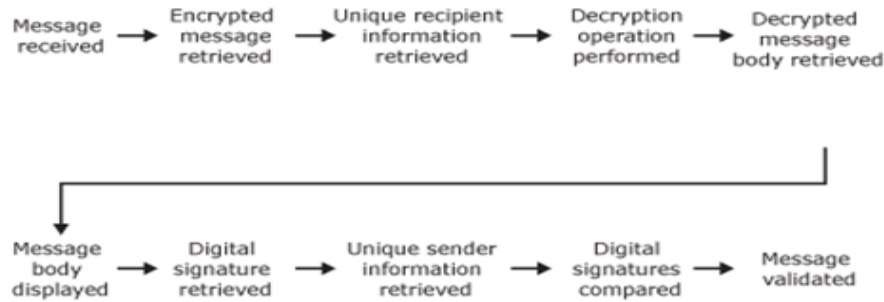 Message
received
Encrypted
message
retrieved
Unique recipient
information
retrieved
Decryption
operation
performed
Decrypted
message
body retrieved
Message
body
displayed
Digital
signature
retrieved
Unique sender
information
retrieved
Digital
signatures
compared
Message
validated